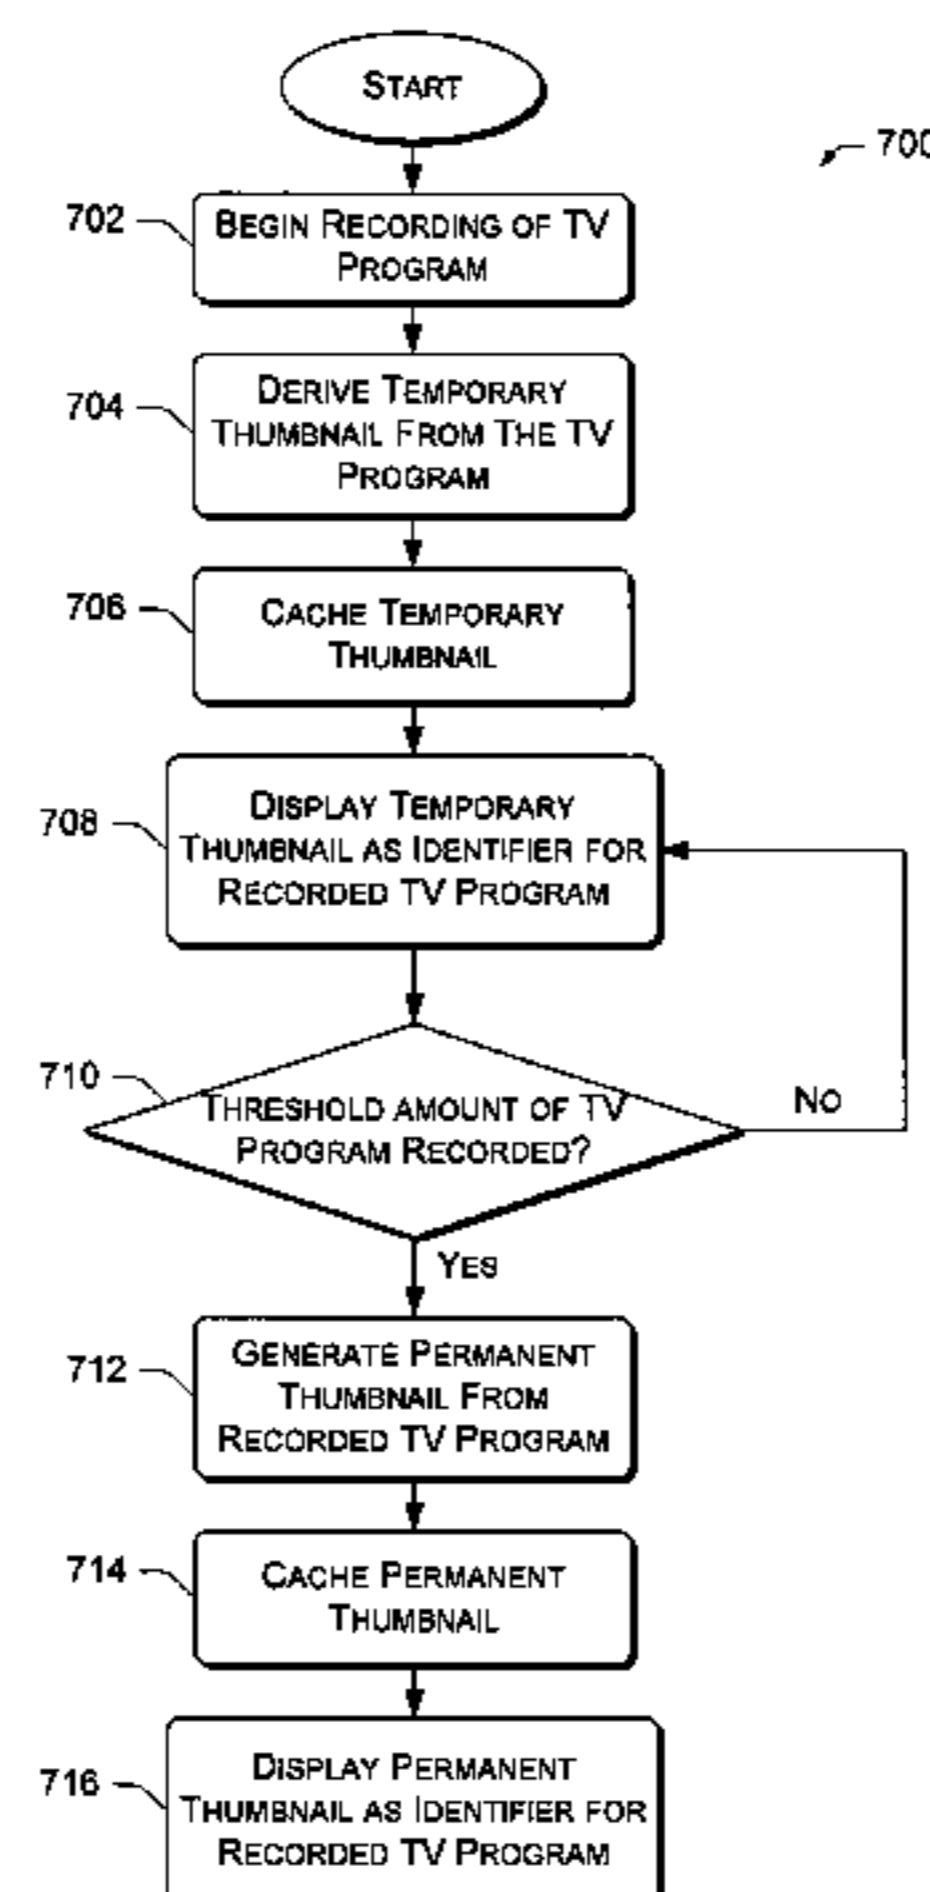 START
700
702
BEGIN RECORDING OF TV
PROGRAM
704
DERIVE TEMPORARY
THUMBNAIL FROM THE TV
PROGRAM
706
CACHE TEMPORARY
THUMBNAIL
708
DISPLAY TEMPORARY
THUMBNAIL AS IDENTIFIER FOR
RECORDED TV PROGRAM
710
THRESHOLD AMOUNT OF TV
PROGRAM RECORDED?
NO
YES
712
GENERATE PERMANENT
THUMBNAIL FROM
RECORDED TV PROGRAM
714
CACHE PERMANENT
THUMBNAIL
716
DISPLAY PERMANENT
THUMBNAIL AS IDENTIFIER FOR
RECORDED TV PROGRAM